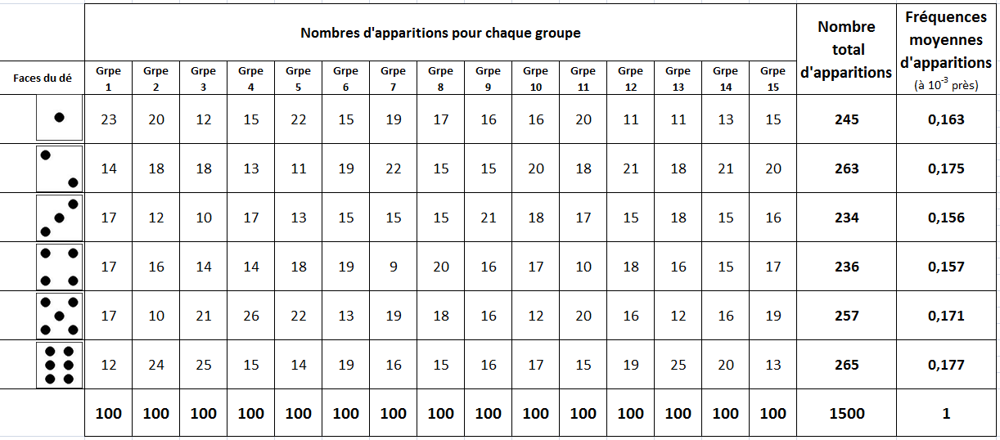 Nombres d'apparitions pour chaque groupe
Nombre total d'apparitions
Fréquences moyennes d'apparitions (à 10⁻³ près)
Faces du dé Grpe 1 Grpe 2 Grpe 3 Grpe 4 Grpe 5 Grpe 6 Grpe 7 Grpe 8 Grpe 9 Grpe 10 Grpe 11 Grpe 12 Grpe 13 Grpe 14 Grpe 15
23 20 12 15 22 15 19 17 16 16 20 11 11 13 15 245 0,163
14 18 18 13 11 19 22 15 15 20 18 21 18 21 20 263 0,175
17 12 10 17 13 15 15 15 21 18 17 15 18 15 16 234 0,156
17 16 14 14 18 19 9 20 16 17 10 18 16 15 17 236 0,157
17 10 21 26 22 13 19 18 16 12 20 16 12 16 19 257 0,171
12 24 25 15 14 19 16 15 16 17 15 19 25 20 13 265 0,177
100 100 100 100 100 100 100 100 100 100 100 100 100 100 100 1500 1